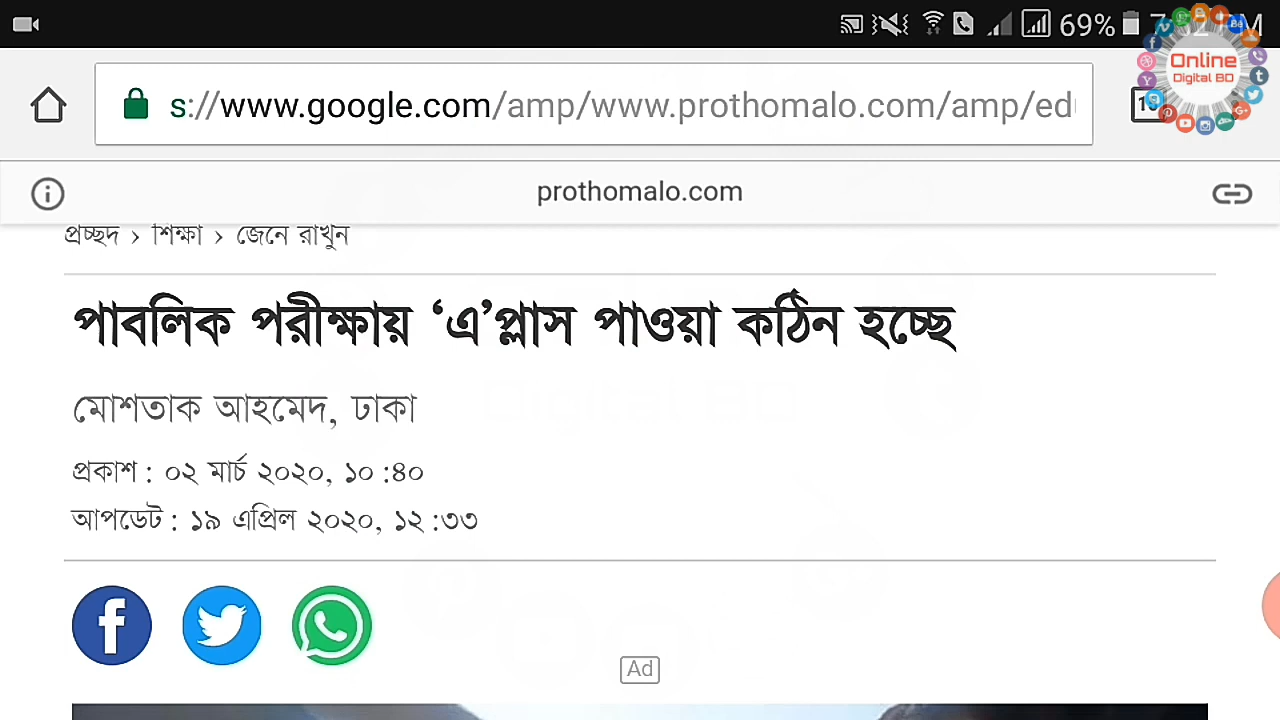 69%
Online
Digital BD
s://www.google.com/amp/www.prothomalo.com/amp/ed
prothomalo.com
প্রচ্ছদ › শিক্ষা › জেনে রাখুন
পাবলিক পরীক্ষায় ‘এ’প্লাস পাওয়া কঠিন হচ্ছে
মোশতাক আহমেদ, ঢাকা
প্রকাশ : ০২ মার্চ ২০২০, ১০ :৪০
আপডেট : ১৯ এপ্রিল ২০২০, ১২ :৩৩
Ad